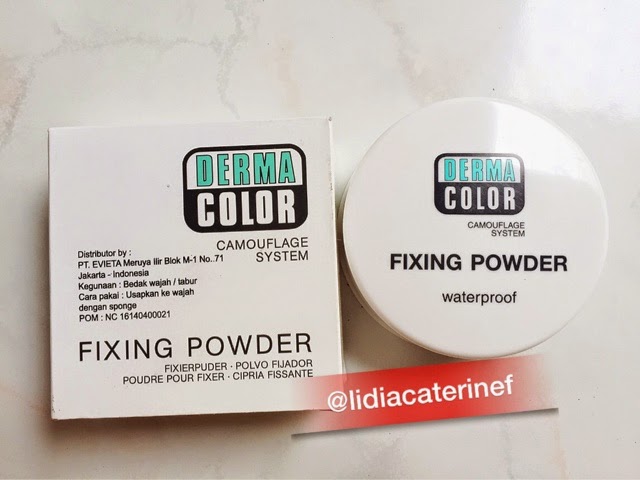 DERMA
COLOR
CAMOUFLAGE
SYSTEM
Distributor by :
PT. EVIETA Meruya Ilir Blok M-1 No..71
Jakarta - Indonesia
Kegunaan : Bedak wajah / tabur
Cara pakai : Usapkan ke wajah
dengan sponge
POM : NC 16140400021
FIXING POWDER
FIXIERPUDER · POLVO FIJADOR
POUDRE POUR FIXER · CIPRIA FISSANTE
DERMA
COLOR
CAMOUFLAGE
SYSTEM
FIXING POWDER
waterproof
@lidiacaterinef